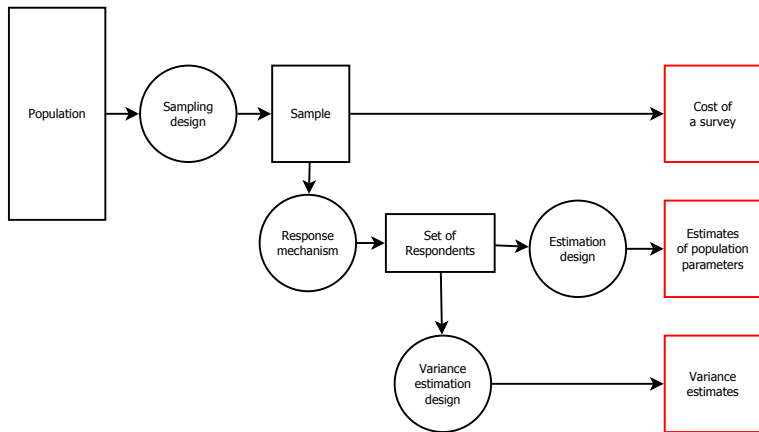 Population
Sampling
design
Sample
Cost of
a survey
Response
mechanism
Set of
Respondents
Estimation
design
Estimates
of population
parameters
Variance
estimation
design
Variance
estimates